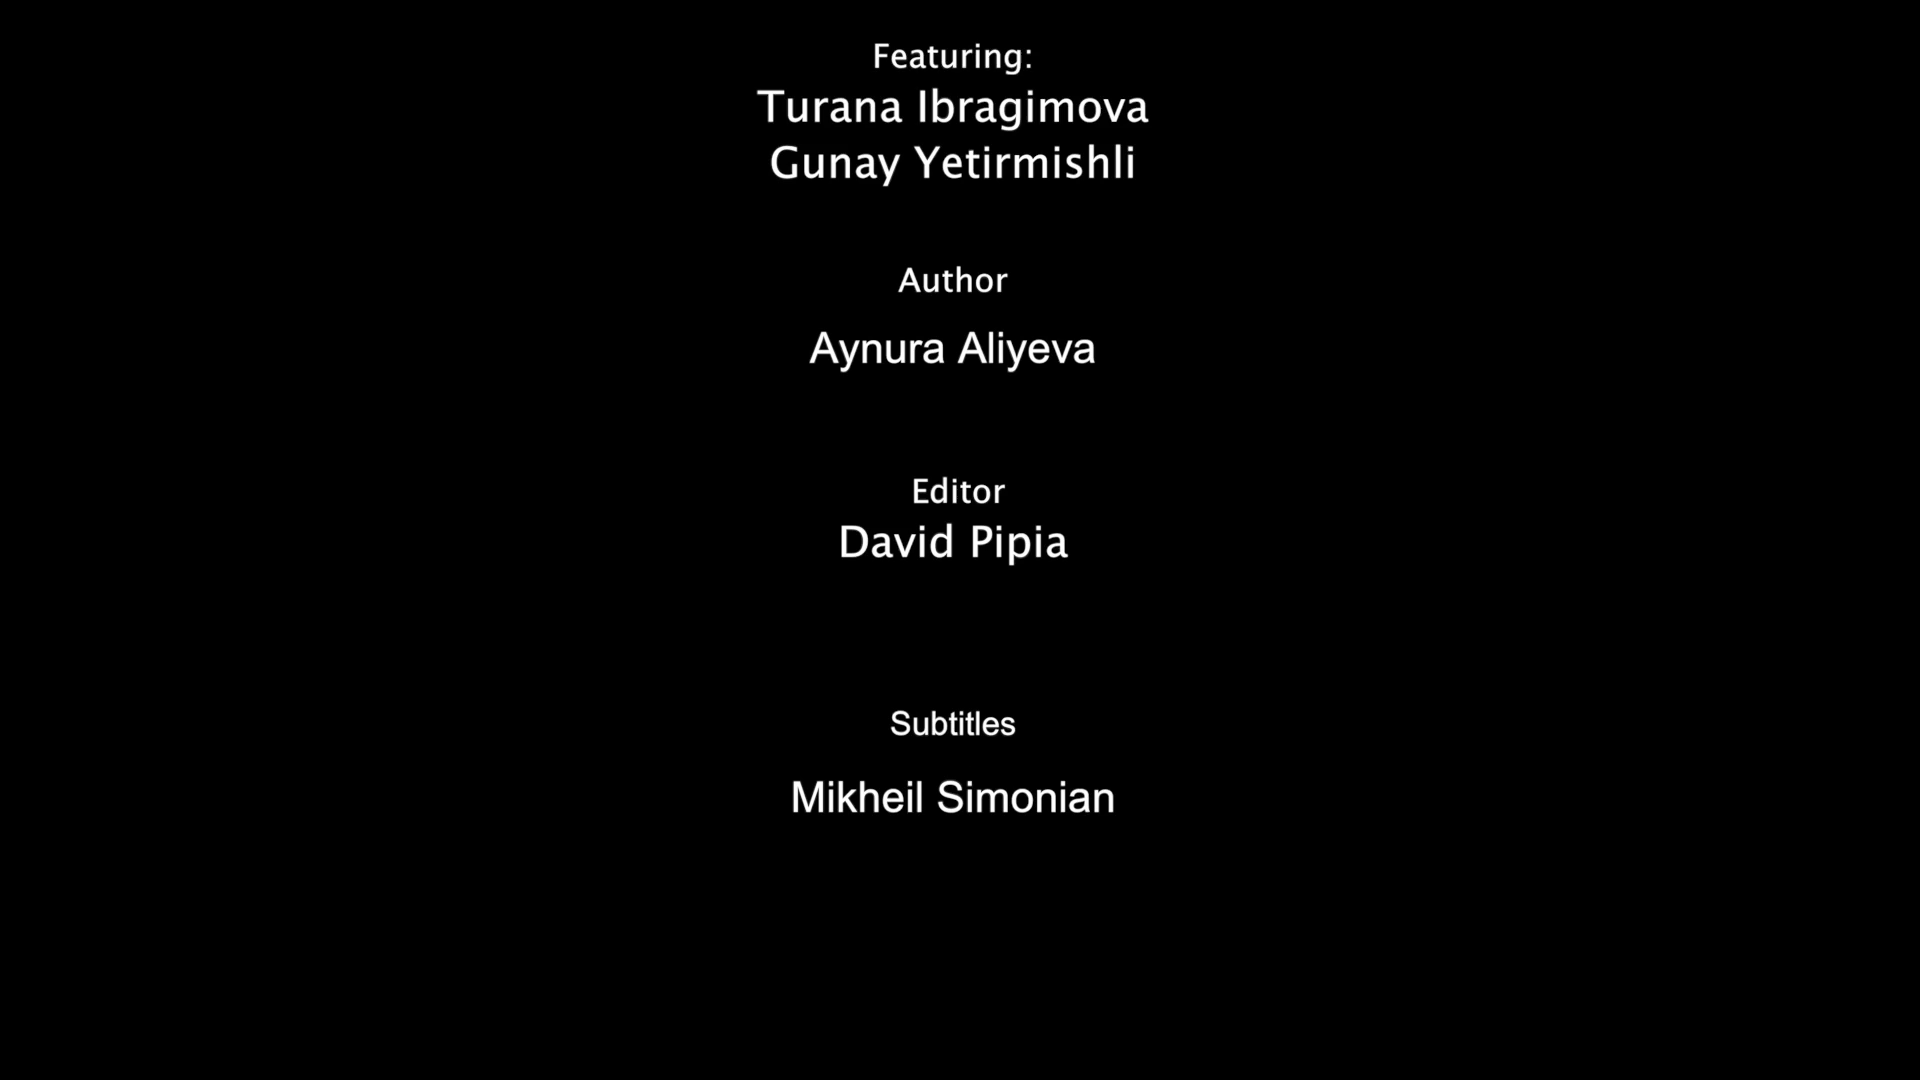 Featuring:
Turana Ibragimova
Gunay Yetirmishli
Author
Aynura Aliyeva
Editor
David Pipia
Subtitles
Mikheil Simonian